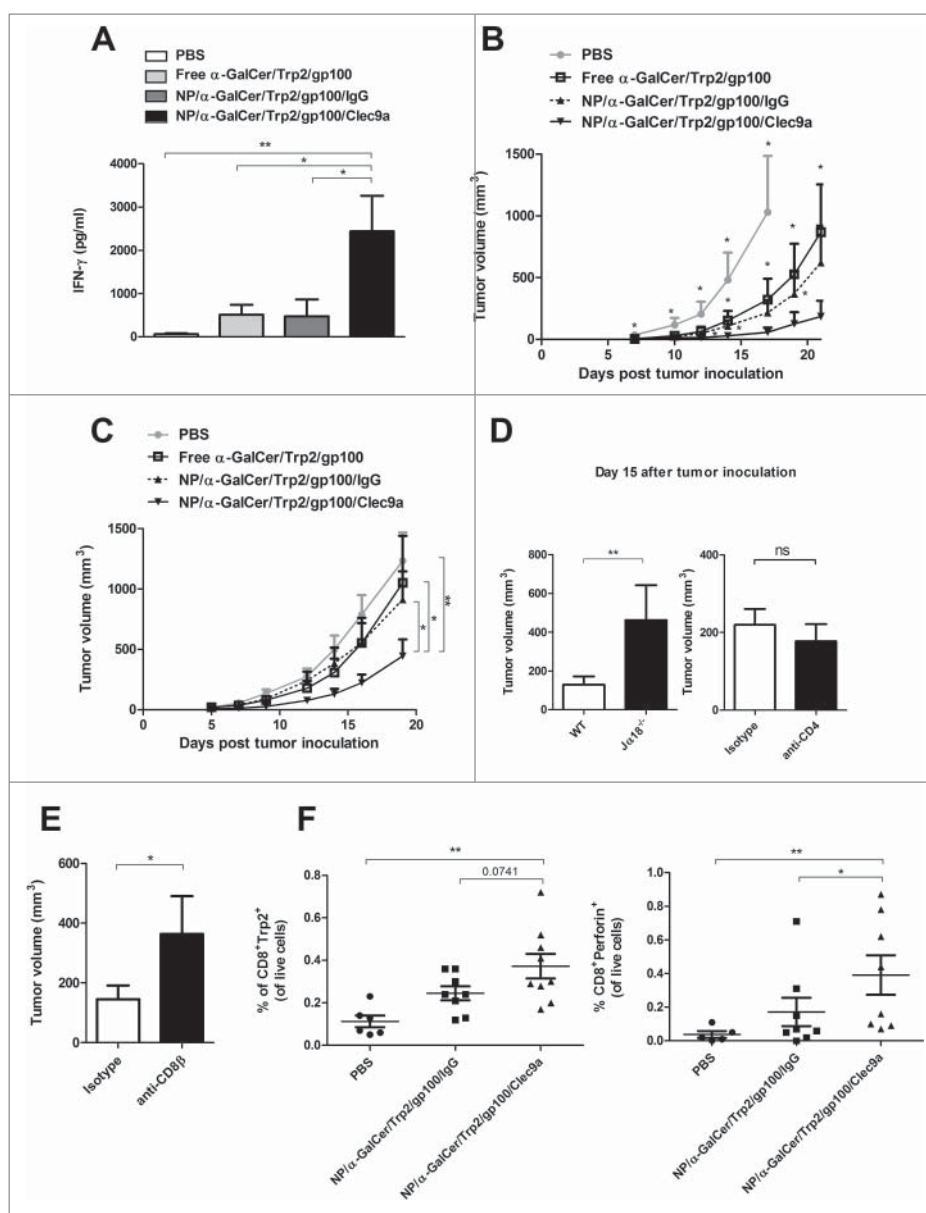 A
PBS
Free α-GalCer/Trp2/gp100
NP/α-GalCer/Trp2/gp100/IgG
NP/α-GalCer/Trp2/gp100/Clec9a
**
*
*
4000
3000
2000
1000
0
IFN-γ (pg/ml)
B
PBS
Free α-GalCer/Trp2/gp100
NP/α-GalCer/Trp2/gp100/IgG
NP/α-GalCer/Trp2/gp100/Clec9a
1500
1000
500
0
Tumor volume (mm³)
* * * * * * * * * * *
0 5 10 15 20
Days post tumor inoculation
C
PBS
Free α-GalCer/Trp2/gp100
NP/α-GalCer/Trp2/gp100/IgG
NP/α-GalCer/Trp2/gp100/Clec9a
1500
1000
500
0
Tumor volume (mm³)
* * **
0 5 10 15 20
Days post tumor inoculation
D
Day 15 after tumor inoculation
**
800
600
400
200
0
Tumor volume (mm³)
WT
Jα18⁻/⁻
ns
400
200
0
Tumor volume (mm³)
Isotype
anti-CD4
E
*
600
400
200
0
Tumor volume (mm³)
Isotype
anti-CD8β
F
**
0.0741
0.8
0.6
0.4
0.2
0.0
% of CD8⁺Trp2⁺
(of live cells)
PBS
NP/α-GalCer/Trp2/gp100/IgG
NP/α-GalCer/Trp2/gp100/Clec9a
**
*
1.0
0.8
0.6
0.4
0.2
0.0
% CD8⁺Perforin⁺
(of live cells)
PBS
NP/α-GalCer/Trp2/gp100/IgG
NP/α-GalCer/Trp2/gp100/Clec9a